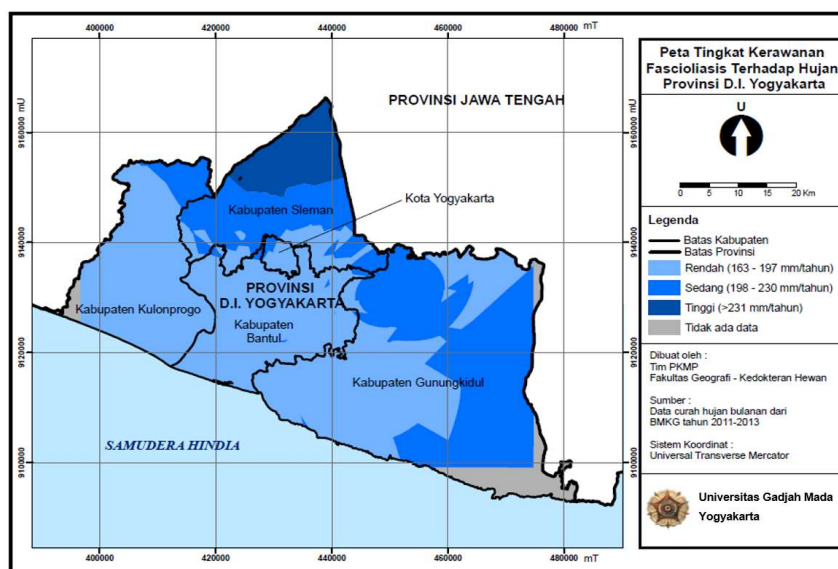 400000
420000
440000
460000
480000 mT
9160000 mU
9140000
9120000
9100000
9160000
9140000
9120000
9100000
PROVINSI JAWA TENGAH
Kota Yogyakarta
Kabupaten Sleman
PROVINSI
D.I. YOGYAKARTA
Kabupaten Kulonprogo
Kabupaten
Bantul
Kabupaten Gunungkidul
SAMUDERA HINDIA
400000
420000
440000
460000
480000 mT
Peta Tingkat Kerawanan
Fascioliasis Terhadap Hujan
Provinsi D.I. Yogyakarta
U
0 5 10 15 20 Km
Legenda
Batas Kabupaten
Batas Provinsi
Rendah (163 - 197 mm/tahun)
Sedang (198 - 230 mm/tahun)
Tinggi (>231 mm/tahun)
Tidak ada data
Dibuat oleh :
Tim PKMP
Fakultas Geografi - Kedokteran Hewan
Sumber :
Data curah hujan bulanan dari
BMKG tahun 2011-2013
Sistem Koordinat :
Universal Transverse Mercator
Universitas Gadjah Mada
Yogyakarta